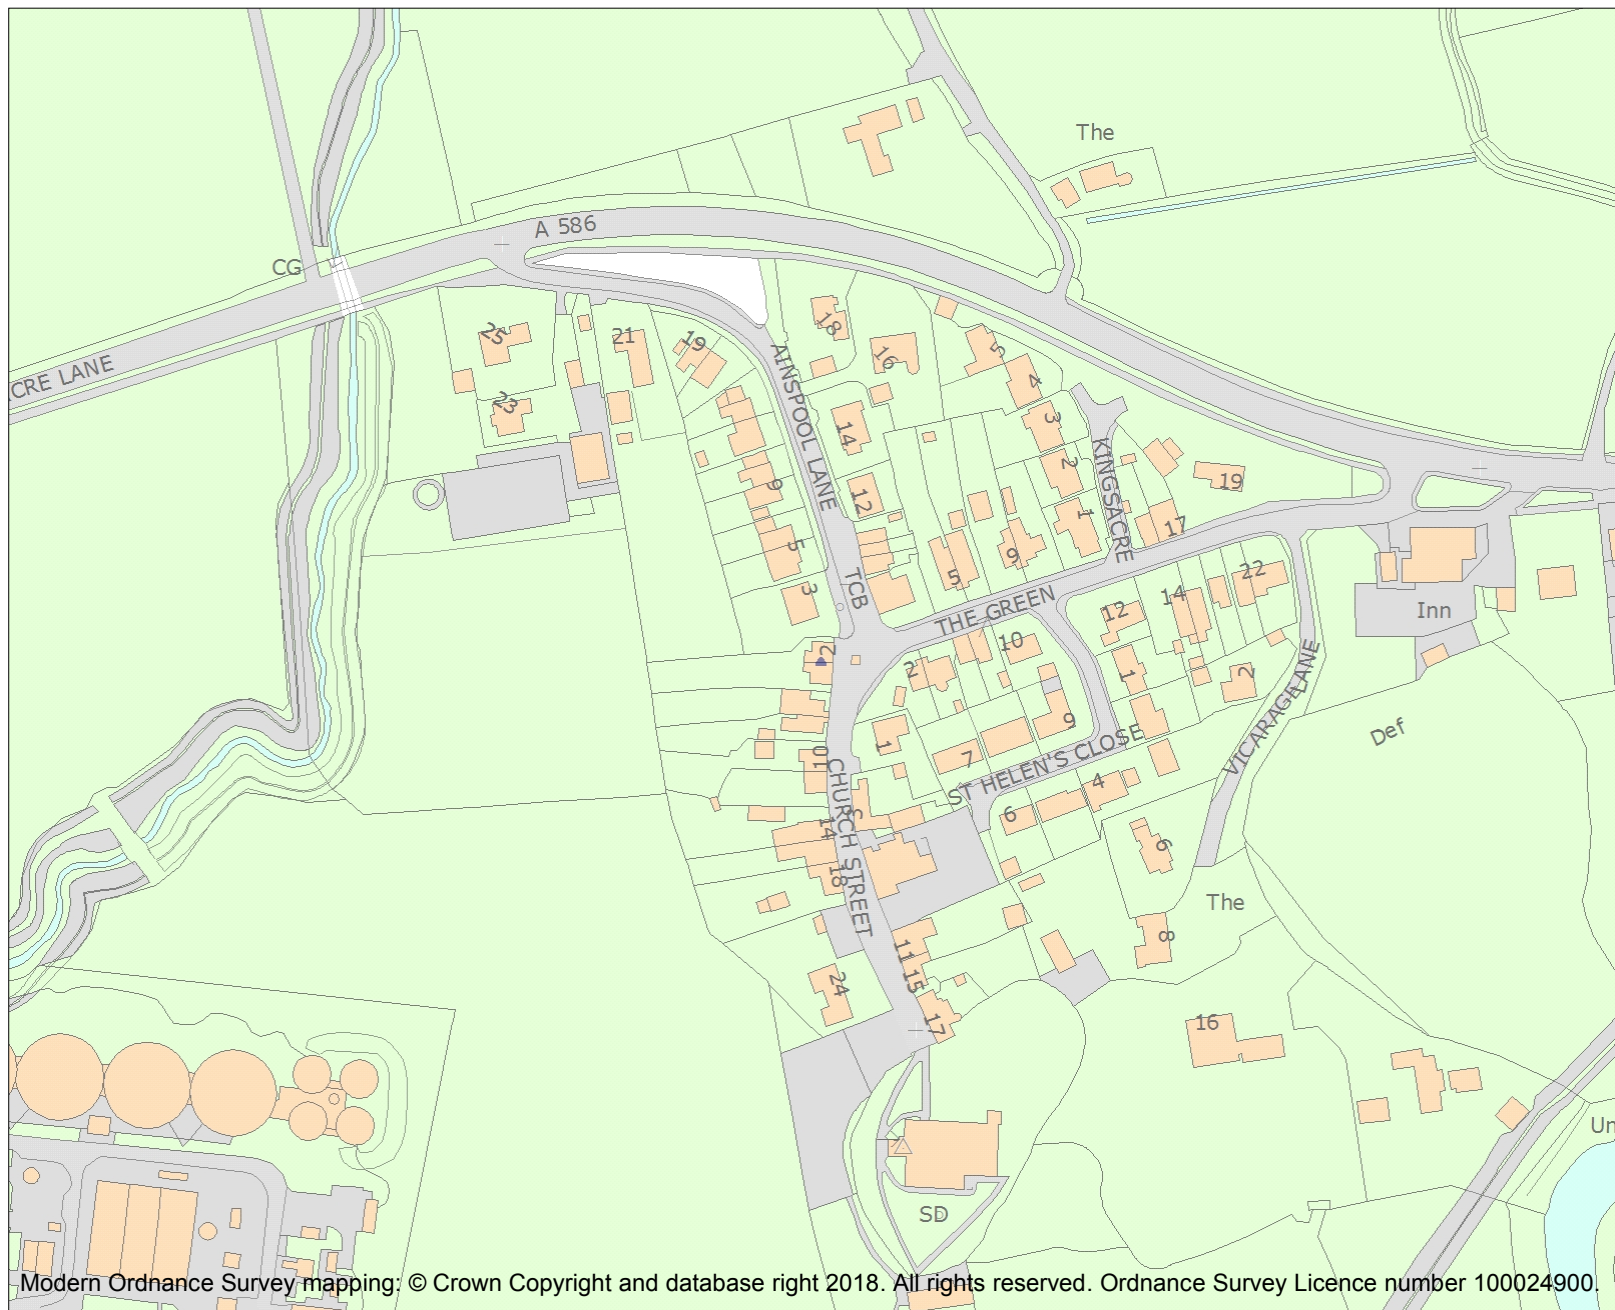 The
A 586
CG
CRE LANE
25
21
19
18
16
5
4
3
2
1
23
AINSPOOL LANE
14
12
9
5
3
KINGSACRE
19
17
9
5
TCB
THE GREEN
22
14
12
10
Inn
2
2
1
2
VICARAGE LANE
1
9
7
ST HELEN'S CLOSE
4
6
Def
10
CHURCH STREET
3
14
18
6
The
8
11
15
17
24
16
SD
Un
Modern Ordnance Survey mapping: © Crown Copyright and database right 2018. All rights reserved. Ordnance Survey Licence number 100024900.